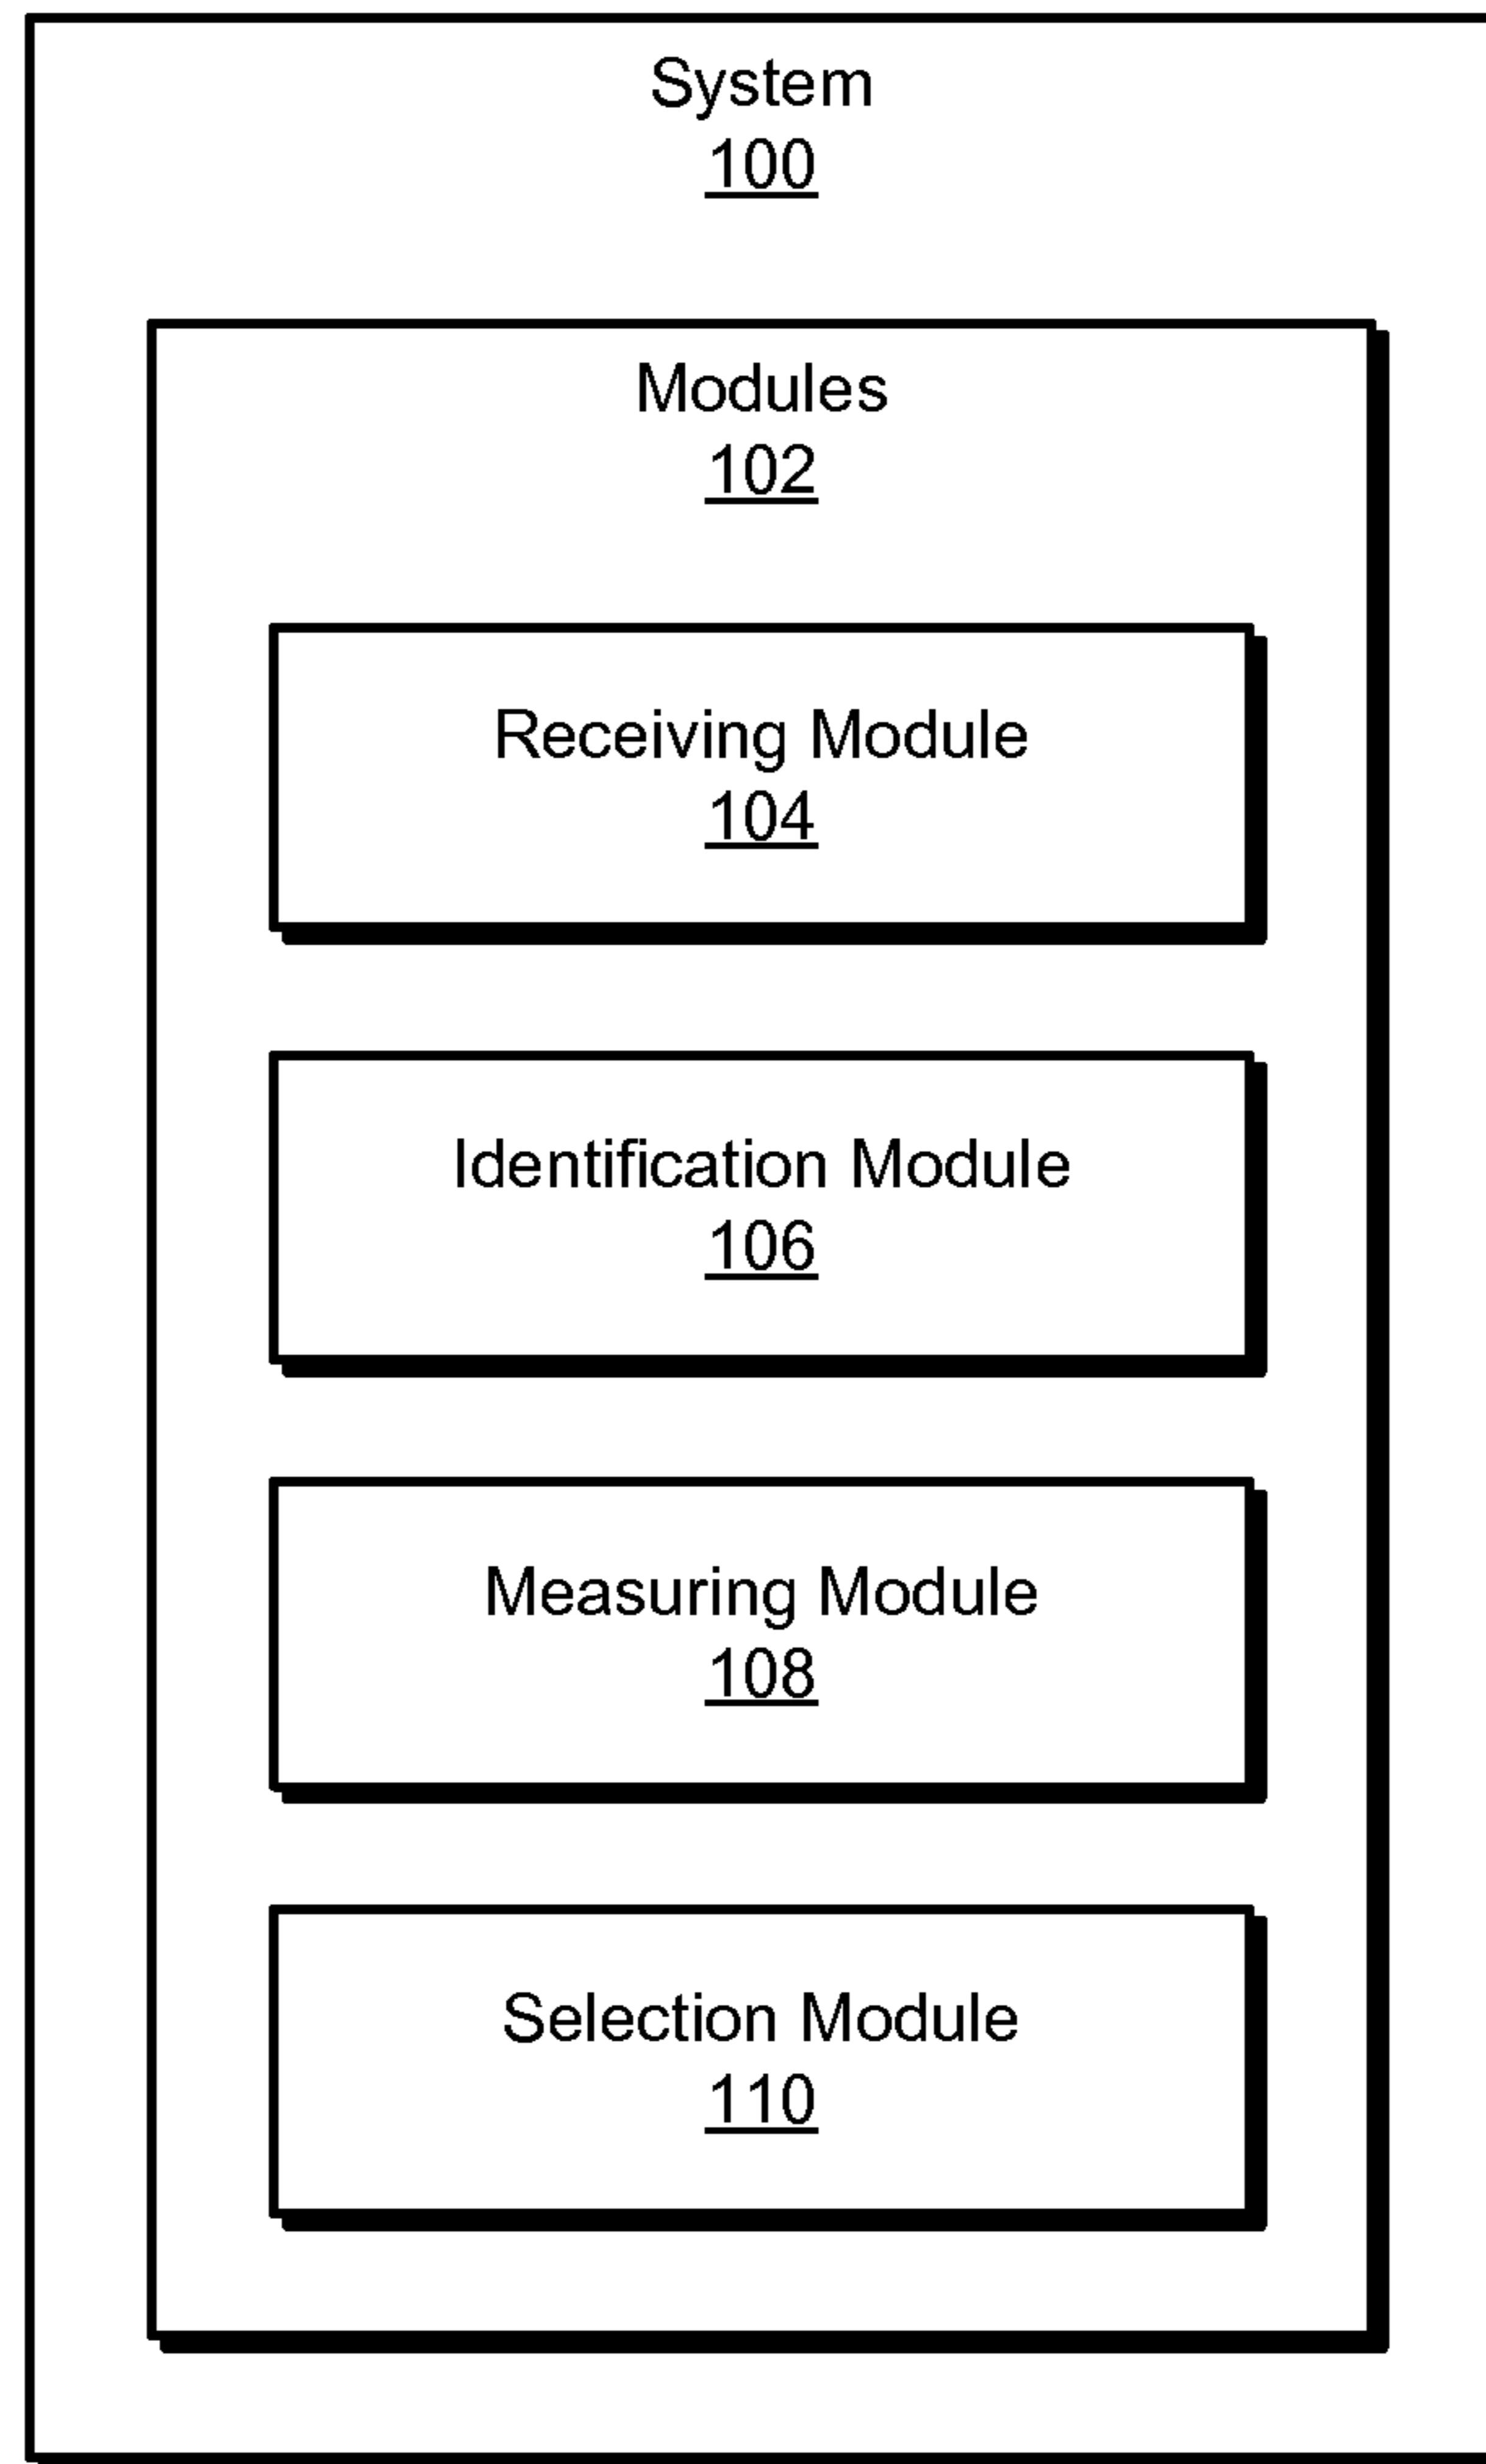 System
100
Modules
102
Receiving Module
104
Identification Module
106
Measuring Module
108
Selection Module
110